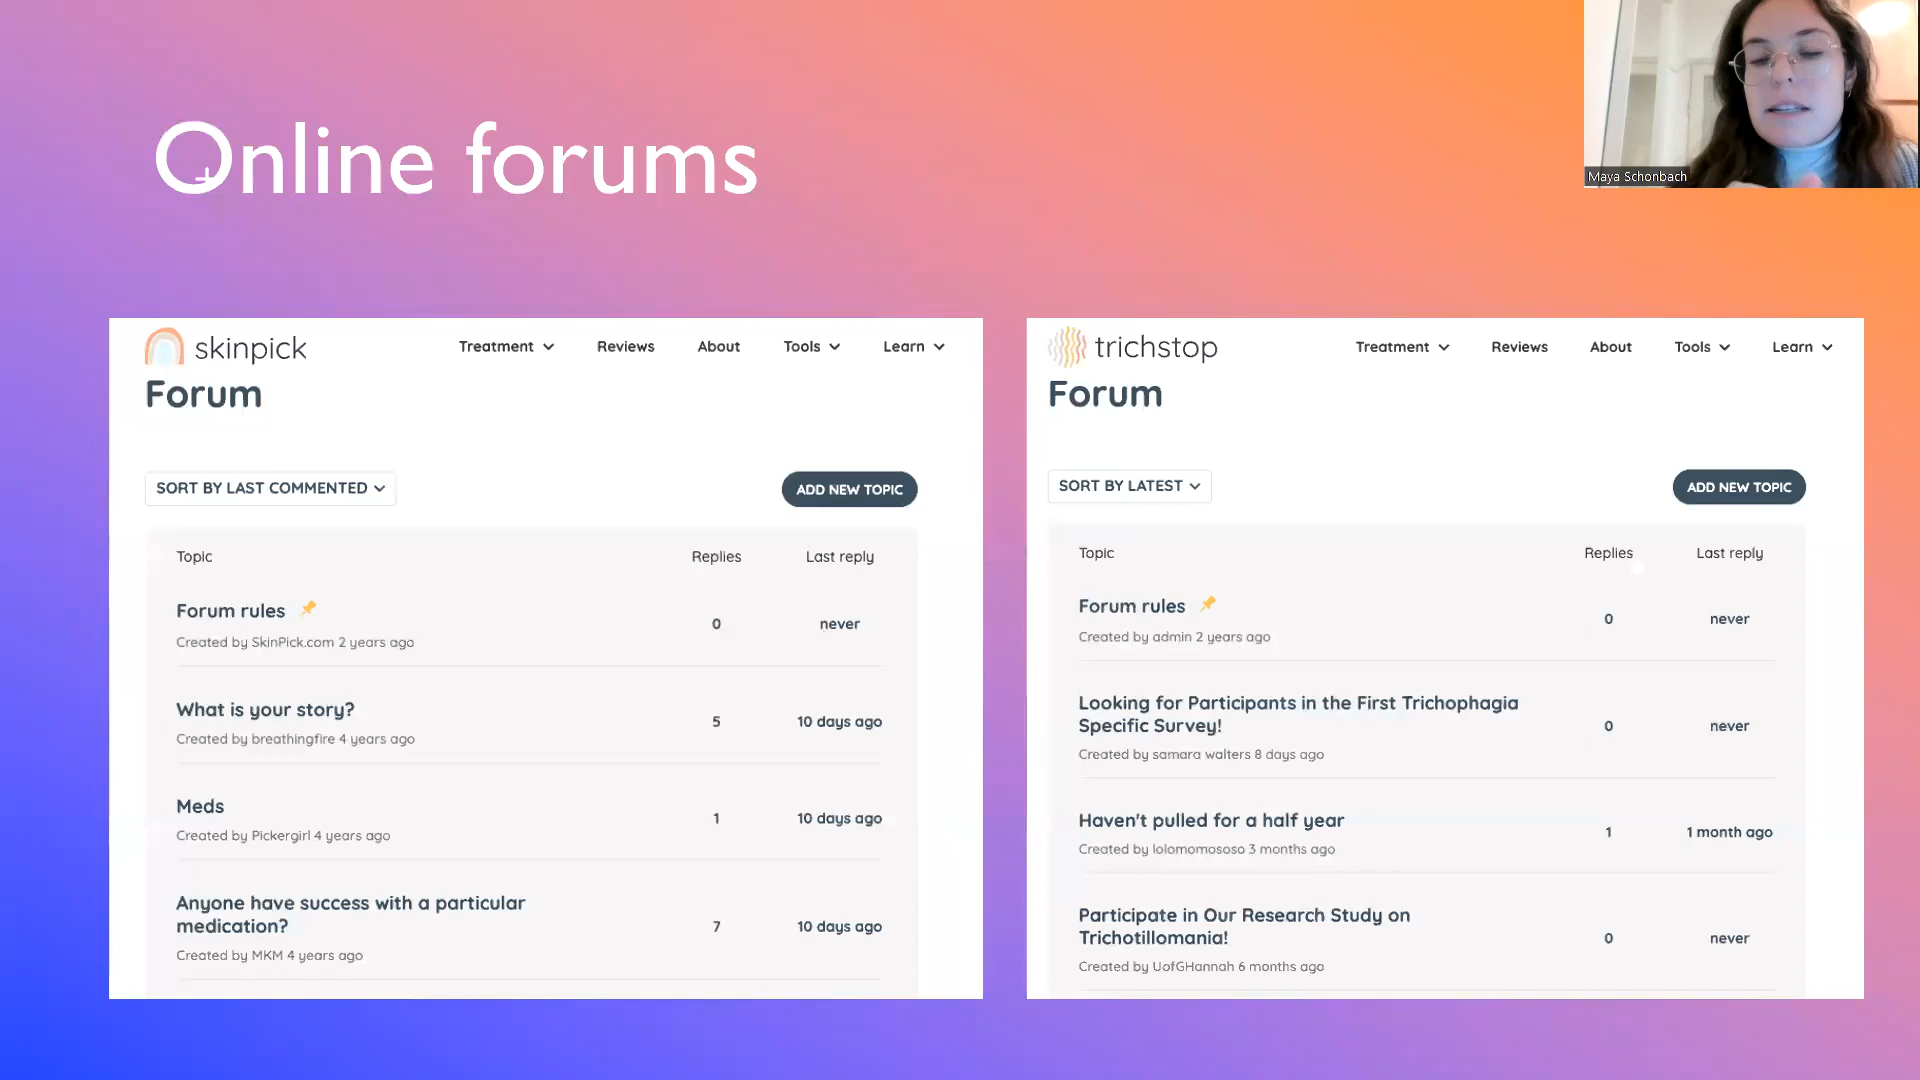 Online forums
Maya Schonbach
skinpick
Treatment
Reviews
About
Tools
Learn
Forum
SORT BY LAST COMMENTED
ADD NEW TOPIC
Topic
Replies
Last reply
Forum rules
0
never
Created by SkinPick.com 2 years ago
What is your story?
5
10 days ago
Created by breathingfire 4 years ago
Meds
1
10 days ago
Created by Pickergirl 4 years ago
Anyone have success with a particular
medication?
7
10 days ago
Created by MKM 4 years ago
trichstop
Treatment
Reviews
About
Tools
Learn
Forum
SORT BY LATEST
ADD NEW TOPIC
Topic
Replies
Last reply
Forum rules
0
never
Created by admin 2 years ago
Looking for Participants in the First Trichophagia
Specific Survey!
0
never
Created by samara walters 8 days ago
Haven't pulled for a half year
1
1 month ago
Created by lolomomososo 3 months ago
Participate in Our Research Study on
Trichotillomania!
0
never
Created by UofGHannah 6 months ago